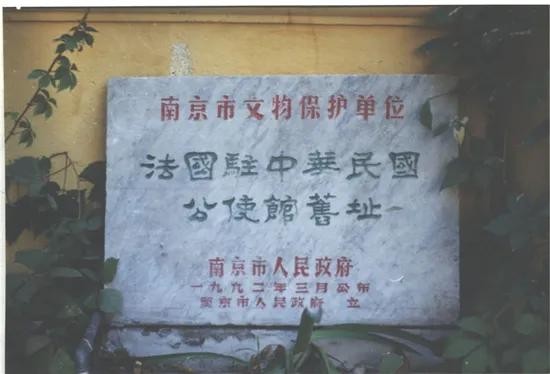 南京市文物保护单位
法國駐中華民國
公使館舊址
南京市人民政府
一九九二年三月公布
南京市人民政府 立